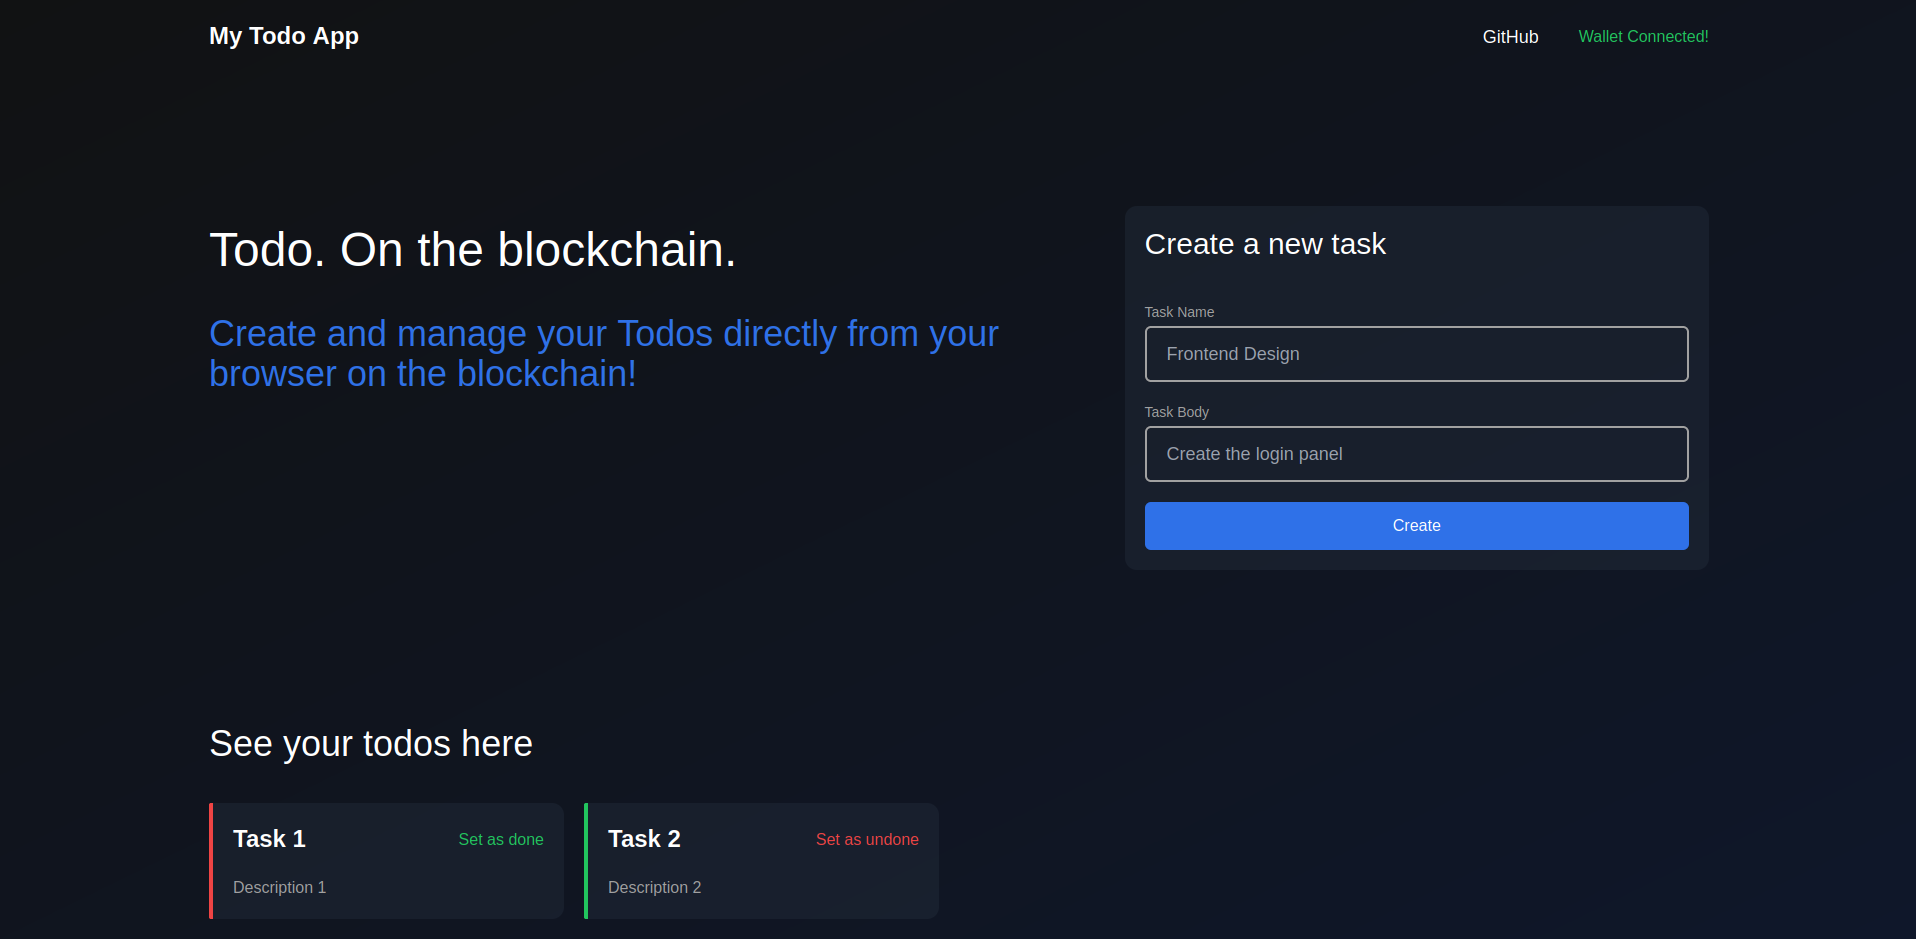 My Todo App
GitHub
Wallet Connected!
Todo. On the blockchain.
Create and manage your Todos directly from your
browser on the blockchain!
Create a new task
Task Name
Frontend Design
Task Body
Create the login panel
Create
See your todos here
Task 1
Set as done
Description 1
Task 2
Set as undone
Description 2